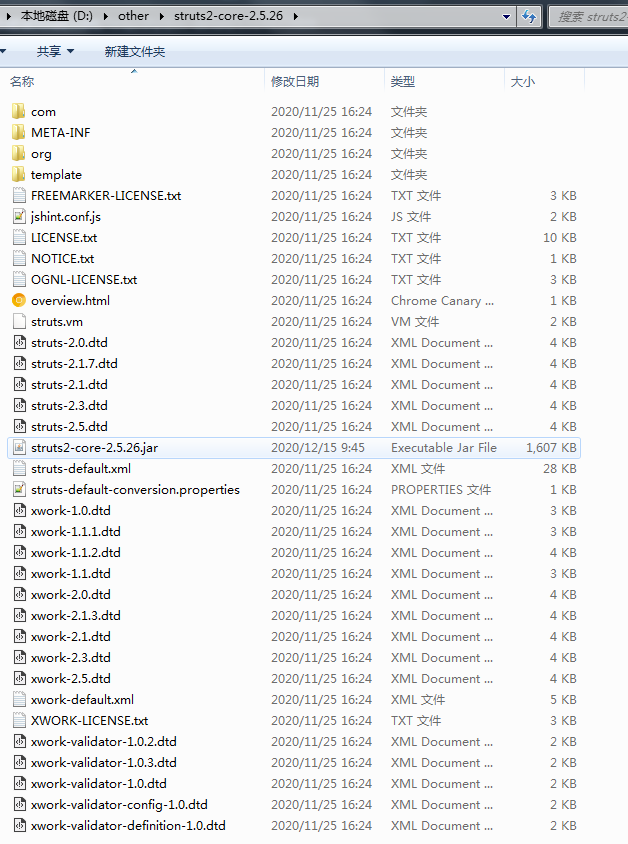 本地磁盘 (D:) other struts2-core-2.5.26 搜索 struts2-
共享 新建文件夹
名称 修改日期 类型 大小
com 2020/11/25 16:24 文件夹
META-INF 2020/11/25 16:24 文件夹
org 2020/11/25 16:24 文件夹
template 2020/11/25 16:24 文件夹
FREEMARKER-LICENSE.txt 2020/11/25 16:24 TXT 文件 3 KB
jshint.conf.js 2020/11/25 16:24 JS 文件 2 KB
LICENSE.txt 2020/11/25 16:24 TXT 文件 10 KB
NOTICE.txt 2020/11/25 16:24 TXT 文件 1 KB
OGNL-LICENSE.txt 2020/11/25 16:24 TXT 文件 3 KB
overview.html 2020/11/25 16:24 Chrome Canary ... 1 KB
struts.vm 2020/11/25 16:24 VM 文件 2 KB
struts-2.0.dtd 2020/11/25 16:24 XML Document ... 4 KB
struts-2.1.7.dtd 2020/11/25 16:24 XML Document ... 4 KB
struts-2.1.dtd 2020/11/25 16:24 XML Document ... 4 KB
struts-2.3.dtd 2020/11/25 16:24 XML Document ... 4 KB
struts-2.5.dtd 2020/11/25 16:24 XML Document ... 4 KB
struts2-core-2.5.26.jar 2020/12/15 9:45 Executable Jar File 1,607 KB
struts-default.xml 2020/11/25 16:24 XML 文件 28 KB
struts-default-conversion.properties 2020/11/25 16:24 PROPERTIES 文件 1 KB
xwork-1.0.dtd 2020/11/25 16:24 XML Document ... 3 KB
xwork-1.1.1.dtd 2020/11/25 16:24 XML Document ... 3 KB
xwork-1.1.2.dtd 2020/11/25 16:24 XML Document ... 4 KB
xwork-1.1.dtd 2020/11/25 16:24 XML Document ... 3 KB
xwork-2.0.dtd 2020/11/25 16:24 XML Document ... 4 KB
xwork-2.1.3.dtd 2020/11/25 16:24 XML Document ... 4 KB
xwork-2.1.dtd 2020/11/25 16:24 XML Document ... 4 KB
xwork-2.3.dtd 2020/11/25 16:24 XML Document ... 4 KB
xwork-2.5.dtd 2020/11/25 16:24 XML Document ... 4 KB
xwork-default.xml 2020/11/25 16:24 XML 文件 5 KB
XWORK-LICENSE.txt 2020/11/25 16:24 TXT 文件 3 KB
xwork-validator-1.0.2.dtd 2020/11/25 16:24 XML Document ... 2 KB
xwork-validator-1.0.3.dtd 2020/11/25 16:24 XML Document ... 2 KB
xwork-validator-1.0.dtd 2020/11/25 16:24 XML Document ... 2 KB
xwork-validator-config-1.0.dtd 2020/11/25 16:24 XML Document ... 2 KB
xwork-validator-definition-1.0.dtd 2020/11/25 16:24 XML Document ... 2 KB